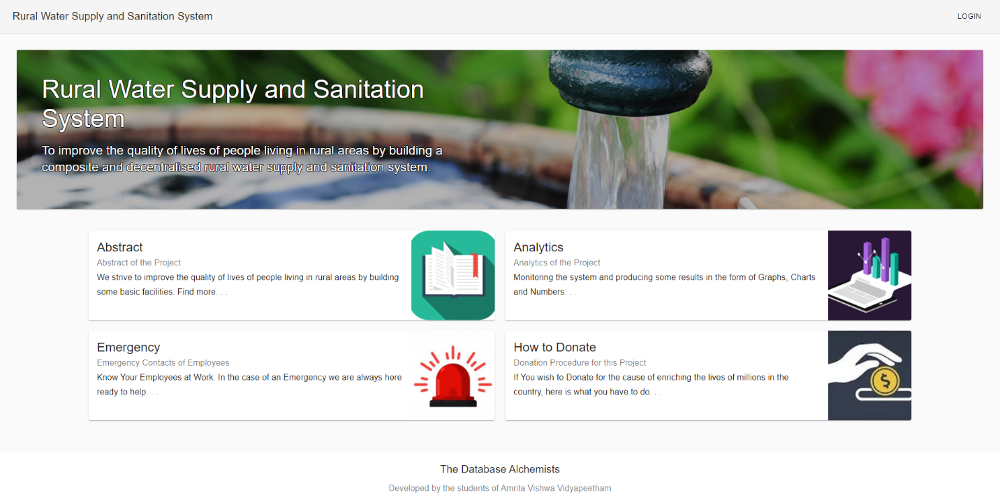 Rural Water Supply and Sanitation System
LOGIN
Rural Water Supply and Sanitation
System
To improve the quality of lives of people living in rural areas by building a
composite and decentralised rural water supply and sanitation system.
Abstract
Abstract of the Project
We strive to improve the quality of lives of people living in rural areas by building
some basic facilities. Find more. . .
Analytics
Analytics of the Project
Monitoring the system and producing some results in the form of Graphs, Charts
and Numbers. . .
Emergency
Emergency Contacts of Employees
Know Your Employees at Work. In the case of an Emergency we are always here
ready to help. . .
How to Donate
Donation Procedure for this Project
If You wish to Donate for the cause of enriching the lives of millions in the
country, here is what you have to do. . .
$
The Database Alchemists
Developed by the students of Amrita Vishwa Vidyapeetham